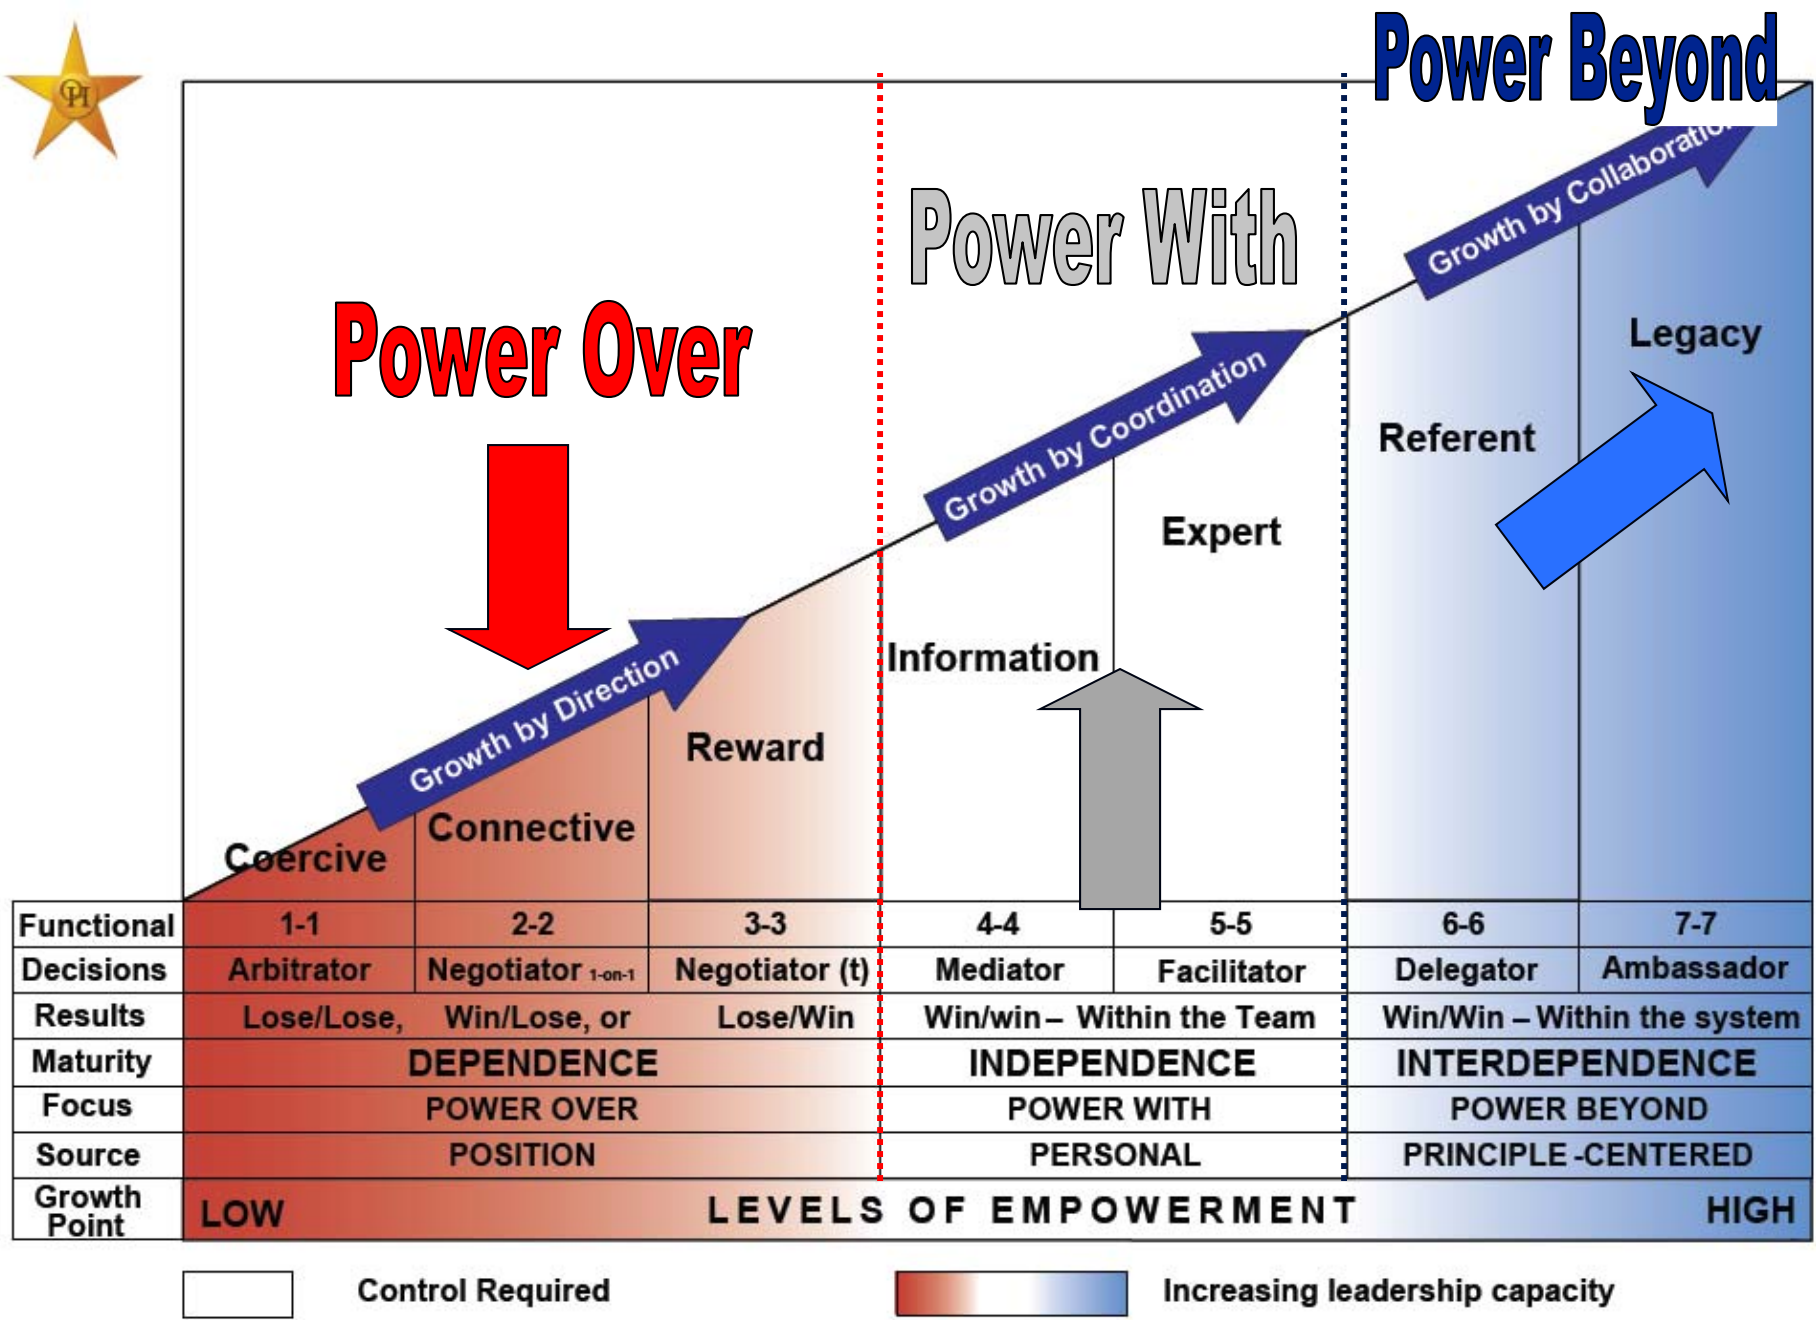 Power Beyond
OH
Growth by Collaboration
Power With
Legacy
Power Over
Growth by Coordination
Referent
Expert
Information
Growth by Direction
Reward
Connective
Coercive
Functional 1-1 2-2 3-3 4-4 5-5 6-6 7-7
Decisions Arbitrator Negotiator 1-on-1 Negotiator (t) Mediator Facilitator Delegator Ambassador
Results Lose/Lose, Win/Lose, or Lose/Win Win/win – Within the Team Win/Win – Within the system
Maturity DEPENDENCE INDEPENDENCE INTERDEPENDENCE
Focus POWER OVER POWER WITH POWER BEYOND
Source POSITION PERSONAL PRINCIPLE -CENTERED
Growth
Point LOW LEVELS OF EMPOWERMENT HIGH
Control Required Increasing leadership capacity